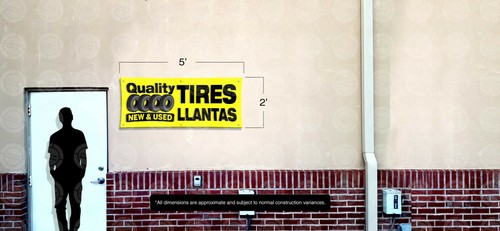 5'
2'
Quality
NEW & USED
TIRES
LLANTAS
*All dimensions are approximate and subject to normal construction variances.